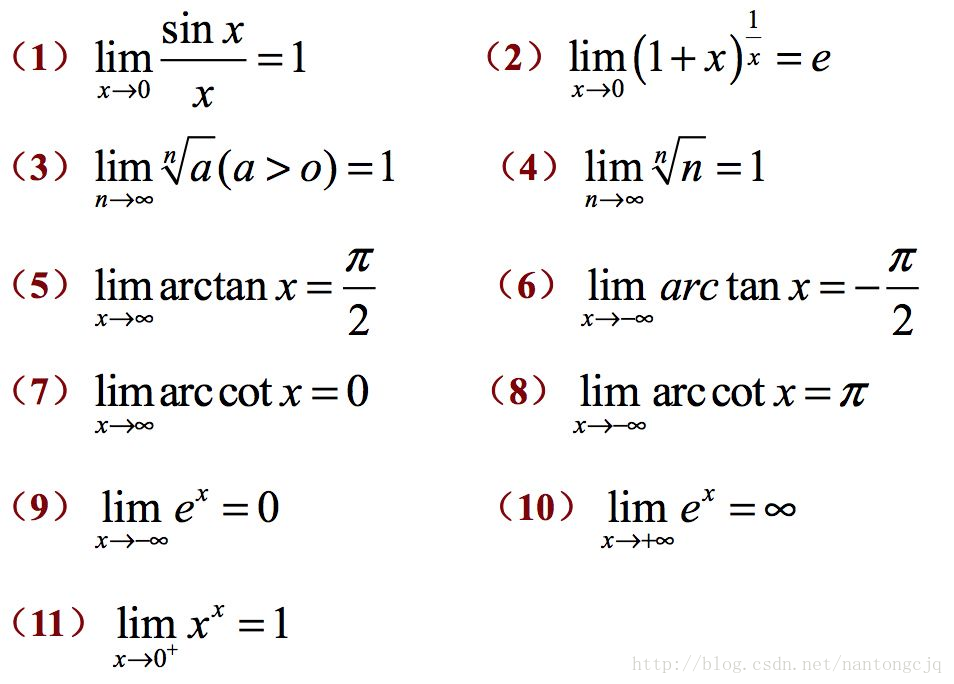 （1） lim_{x→0} sin x / x = 1 （2） lim_{x→0} (1+x)^{1/x} = e
（3） lim_{n→∞} ⁿ√a (a > o) = 1 （4） lim_{n→∞} ⁿ√n = 1
（5） lim_{x→∞} arctan x = π/2 （6） lim_{x→-∞} arc tan x = -π/2
（7） lim_{x→∞} arc cot x = 0 （8） lim_{x→-∞} arc cot x = π
（9） lim_{x→-∞} e^x = 0 （10） lim_{x→+∞} e^x = ∞
（11） lim_{x→0⁺} x^x = 1
http://blog.csdn.net/nantongcjq